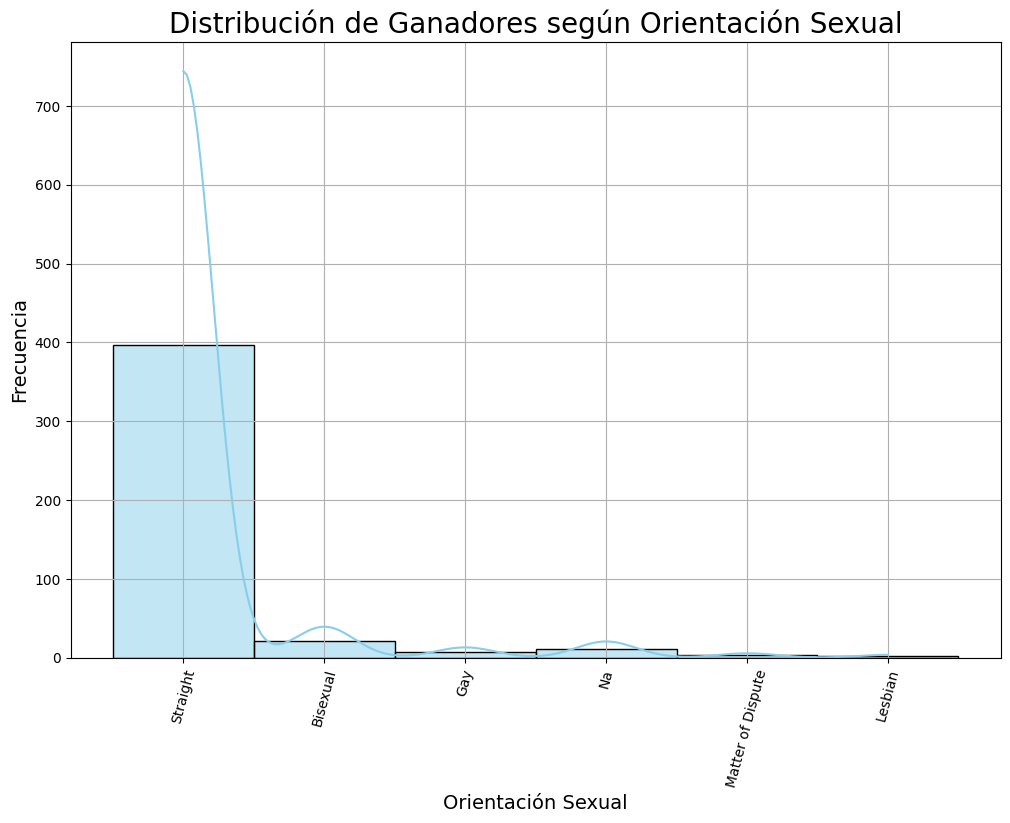 Distribución de Ganadores según Orientación Sexual
Frecuencia
700
600
500
400
300
200
100
0
Straight
Bisexual
Gay
Na
Matter of Dispute
Lesbian
Orientación Sexual